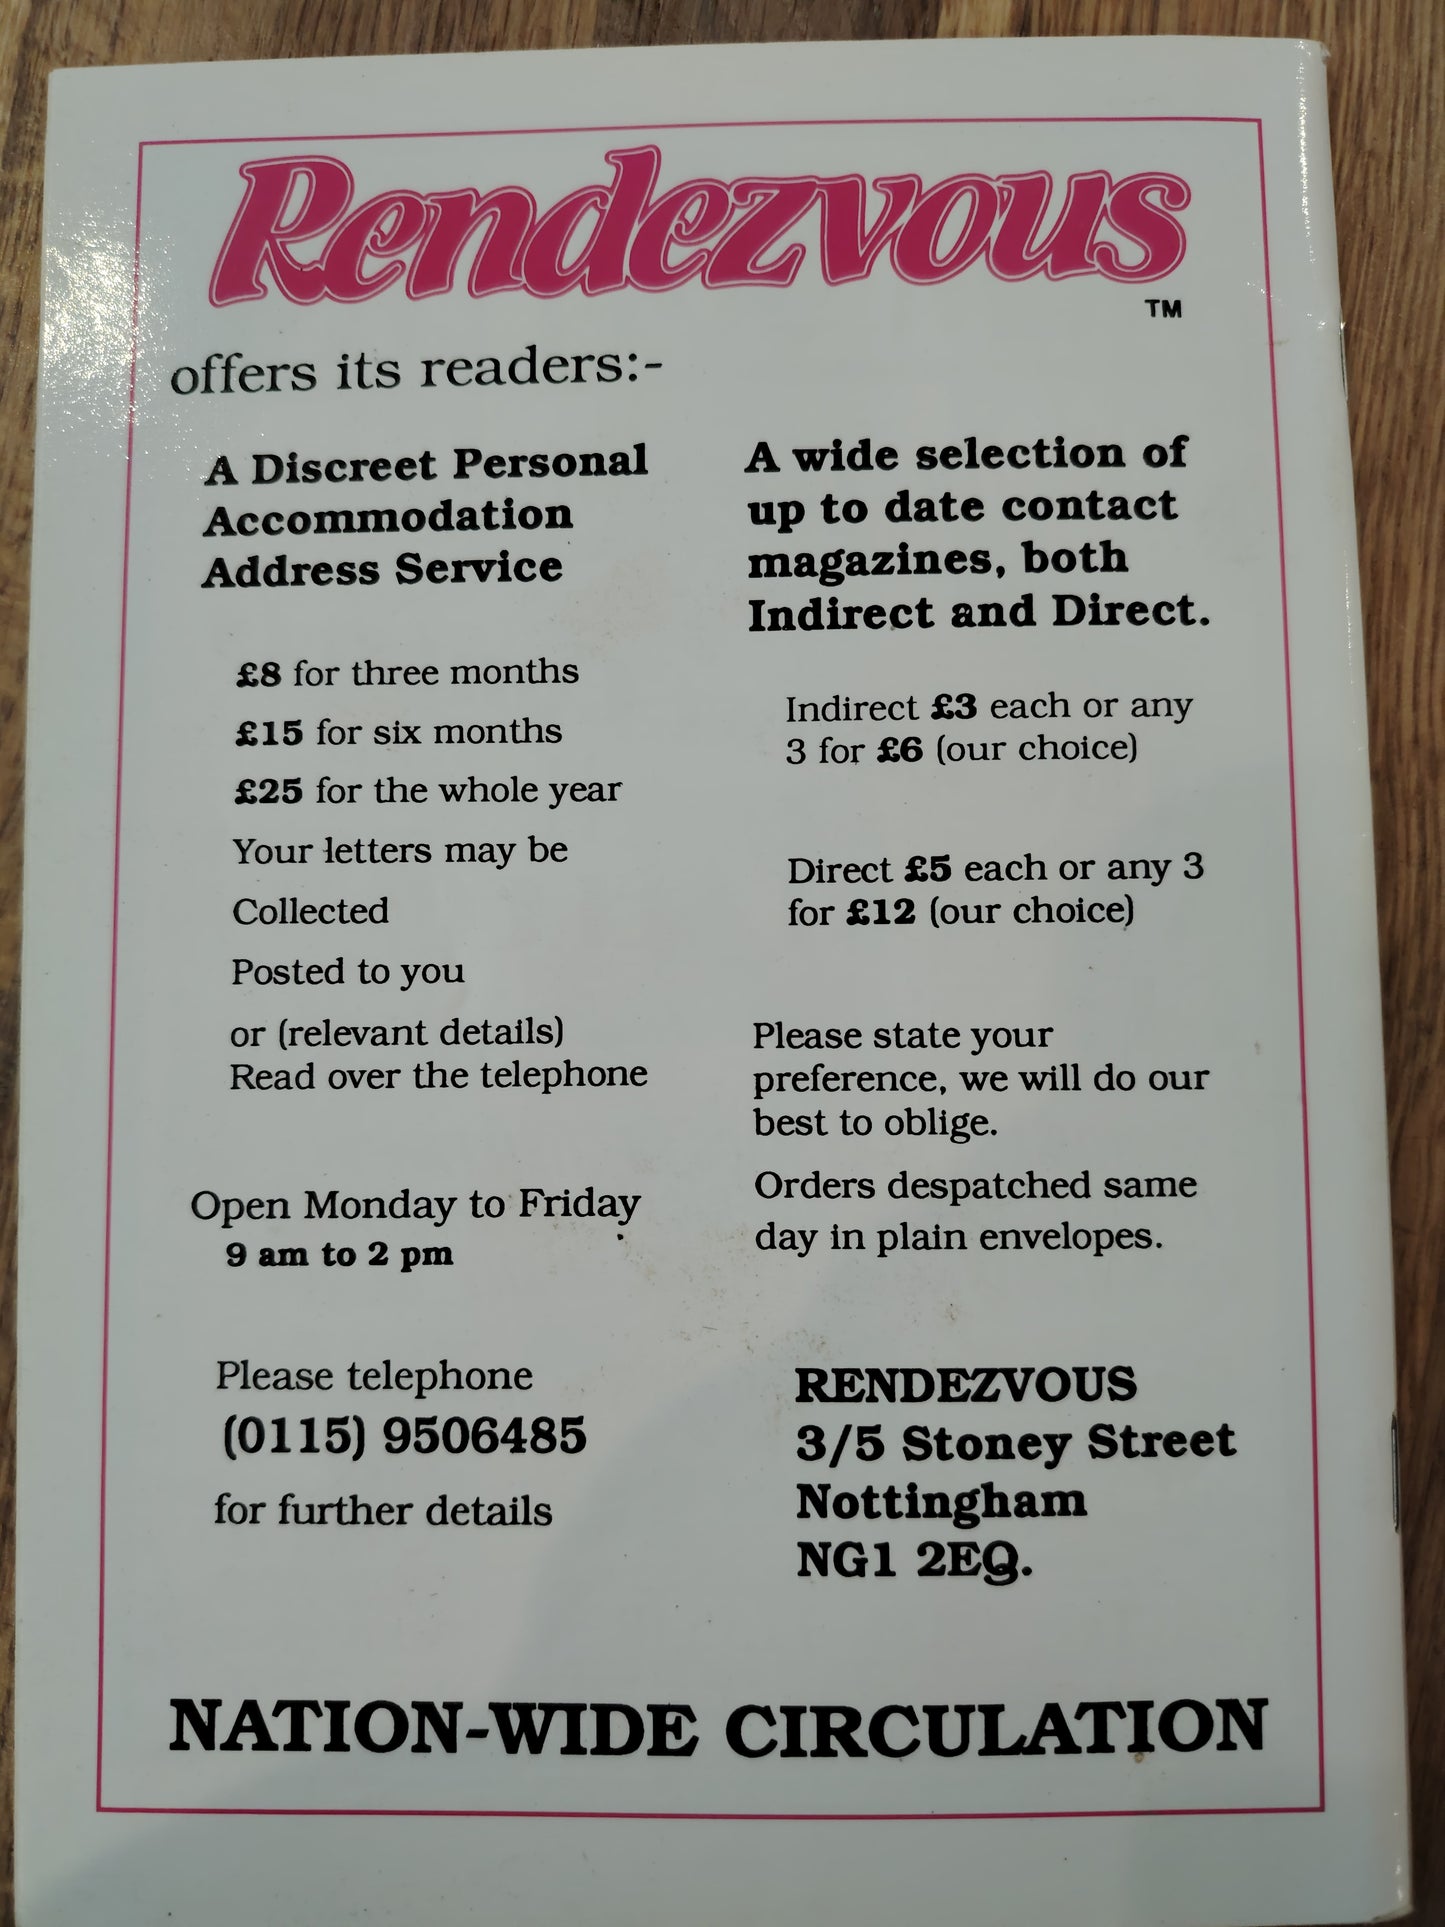 Rendezvous
TM
offers its readers:-
A Discreet Personal
Accommodation
Address Service
£8 for three months
£15 for six months
£25 for the whole year
Your letters may be
Collected
Posted to you
or (relevant details)
Read over the telephone
Open Monday to Friday
9 am to 2 pm
Please telephone
(0115) 9506485
for further details
A wide selection of
up to date contact
magazines, both
Indirect and Direct.
Indirect £3 each or any
3 for £6 (our choice)
Direct £5 each or any 3
for £12 (our choice)
Please state your
preference, we will do our
best to oblige.
Orders despatched same
day in plain envelopes.
RENDEZVOUS
3/5 Stoney Street
Nottingham
NG1 2EQ.
NATION-WIDE CIRCULATION